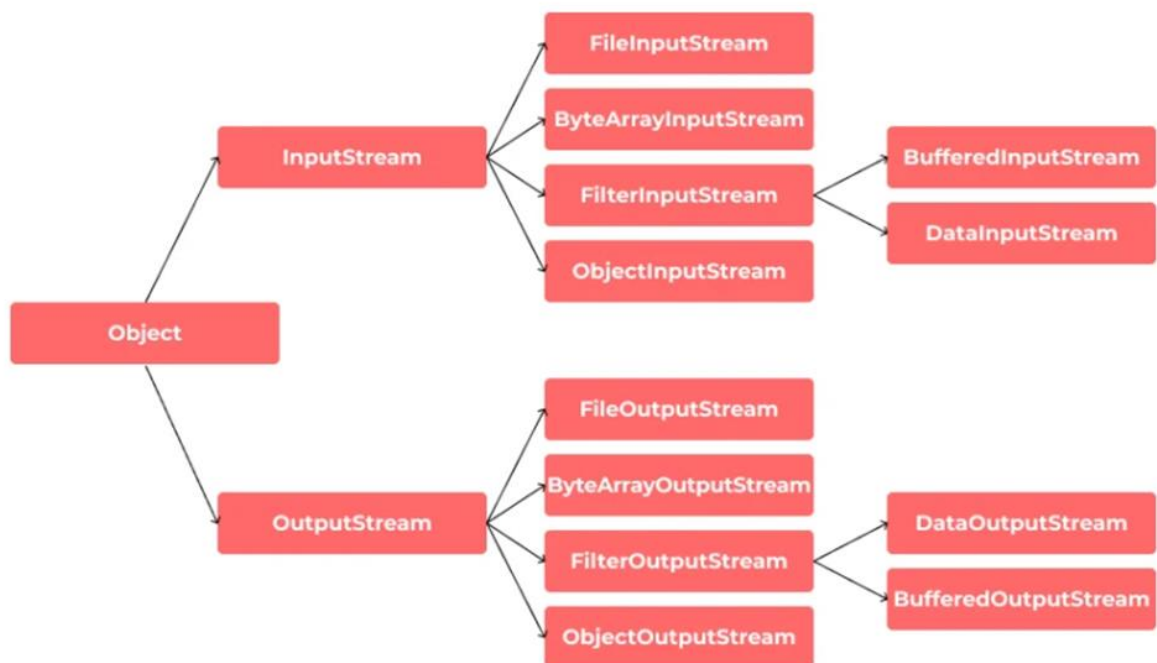 FileInputStream
ByteArrayInputStream
InputStream
BufferedInputStream
FilterInputStream
DataInputStream
ObjectInputStream
Object
FileOutputStream
ByteArrayOutputStream
OutputStream
DataOutputStream
FilterOutputStream
BufferedOutputStream
ObjectOutputStream